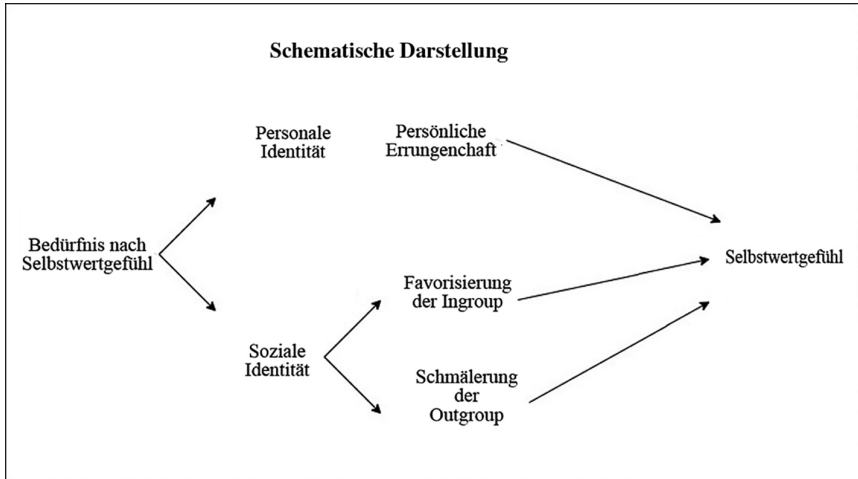 Schematische Darstellung
Personale
Identität
Persönliche
Errungenchaft
Bedürfnis nach
Selbstwertgefühl
Selbstwertgefühl
Favorisierung
der Ingroup
Soziale
Identität
Schmälerung
der
Outgroup